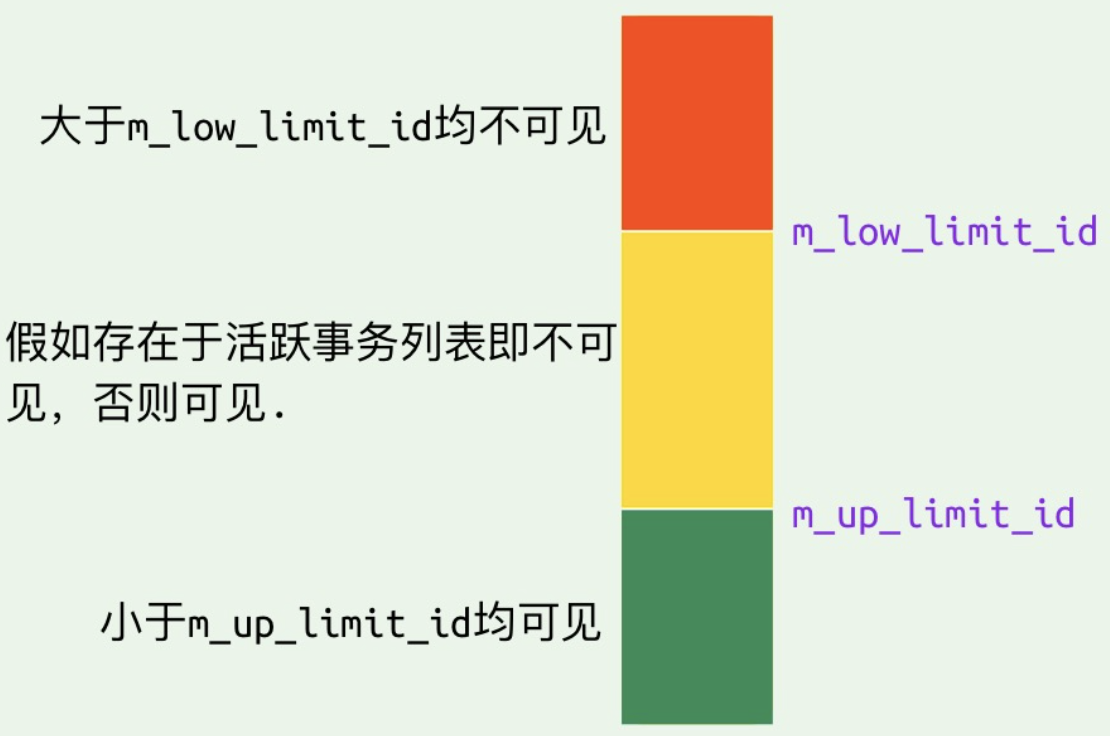 大于m_low_limit_id均不可见
m_low_limit_id
假如存在于活跃事务列表即不可
见，否则可见.
m_up_limit_id
小于m_up_limit_id均可见